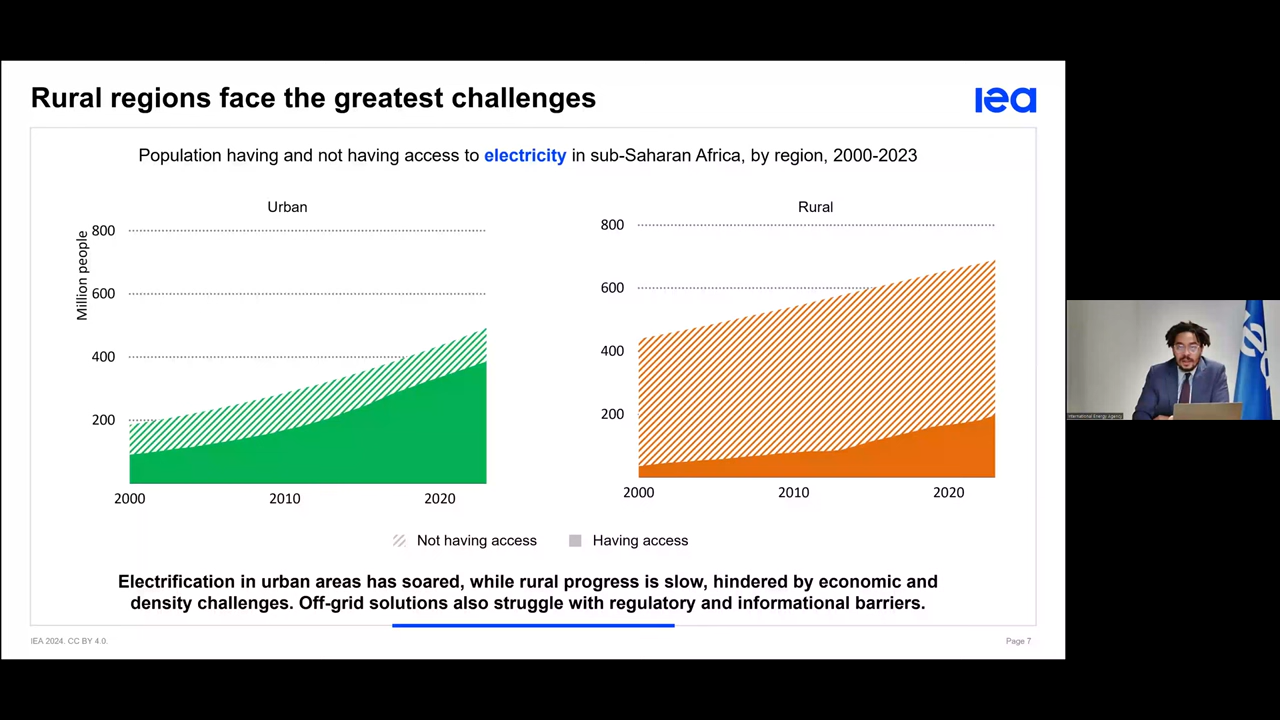 Rural regions face the greatest challenges
iea
Population having and not having access to electricity in sub-Saharan Africa, by region, 2000-2023
Urban
Million people
800
600
400
200
2000
2010
2020
Rural
800
600
400
200
2000
2010
2020
Not having access
Having access
Electrification in urban areas has soared, while rural progress is slow, hindered by economic and
density challenges. Off-grid solutions also struggle with regulatory and informational barriers.
IEA 2024. CC BY 4.0.
Page 7
International Energy Agency